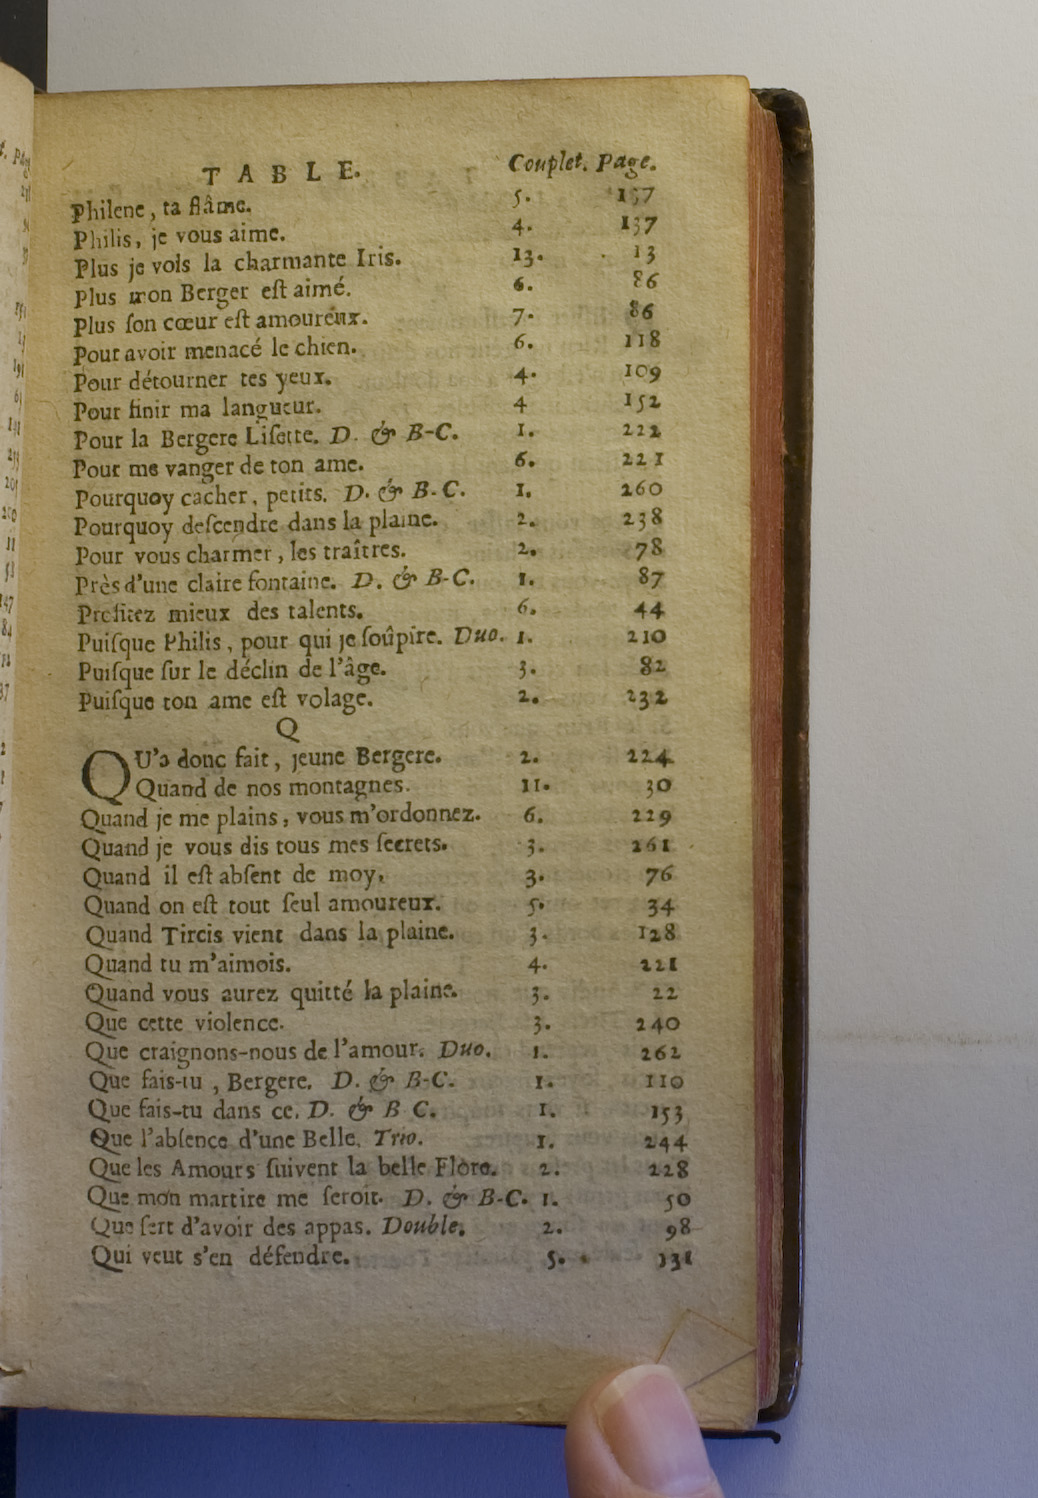 TABLE. Couplet. Page.
Philene, ta flâme. 5. 137
Philis, je vous aime. 4. 137
Plus je vois la charmante Iris. 13. 13
Plus mon Berger eſt aimé. 6. 86
Plus ſon cœur eſt amoureux. 7. 86
Pour avoir menacé le chien. 6. 118
Pour détourner tes yeux. 4. 109
Pour finir ma langueur. 4 152
Pour la Bergere Liſette. D. & B-C. 1. 222
Pour me vanger de ton ame. 6. 221
Pourquoy cacher, petits. D. & B-C. 1. 260
Pourquoy deſcendre dans la plaine. 2. 238
Pour vous charmer, les traîtres. 2. 78
Près d'une claire fontaine. D. & B-C. 1. 87
Profitez mieux des talents. 6. 44
Puiſque Philis, pour qui je ſoûpire. Duo. 1. 210
Puiſque ſur le déclin de l'âge. 3. 82
Puiſque ton ame eſt volage. 2. 232
Q
QU'a donc fait, jeune Bergere. 2. 224
Quand de nos montagnes. 11. 30
Quand je me plains, vous m'ordonnez. 6. 229
Quand je vous dis tous mes ſecrets. 3. 261
Quand il eſt abſent de moy, 3. 76
Quand on eſt tout ſeul amoureux. 5. 34
Quand Tircis vient dans la plaine. 3. 128
Quand tu m'aimois. 4. 221
Quand vous aurez quitté la plaine. 3. 22
Que cette violence. 3. 240
Que craignons-nous de l'amour. Duo. 1. 262
Que fais-tu, Bergere. D. & B-C. 1. 110
Que fais-tu dans ce. D. & B C. 1. 153
Que l'abſence d'une Belle. Trio. 1. 244
Que les Amours ſuivent la belle Flore. 2. 228
Que mon martire me ſeroit. D. & B-C. 1. 50
Que ſert d'avoir des appas. Double. 2. 98
Qui veut s'en défendre. 5. 131